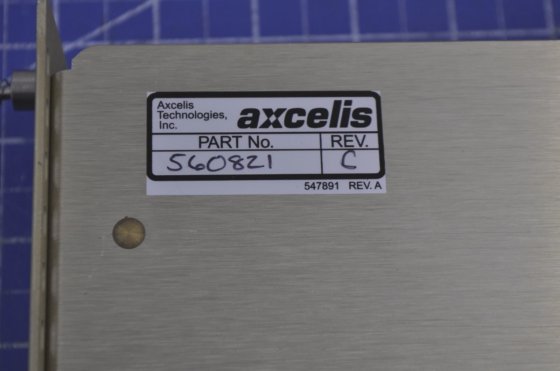 Axcelis
Technologies,
Inc.
axcelis
PART No. REV.
560821 C
547891 REV. A